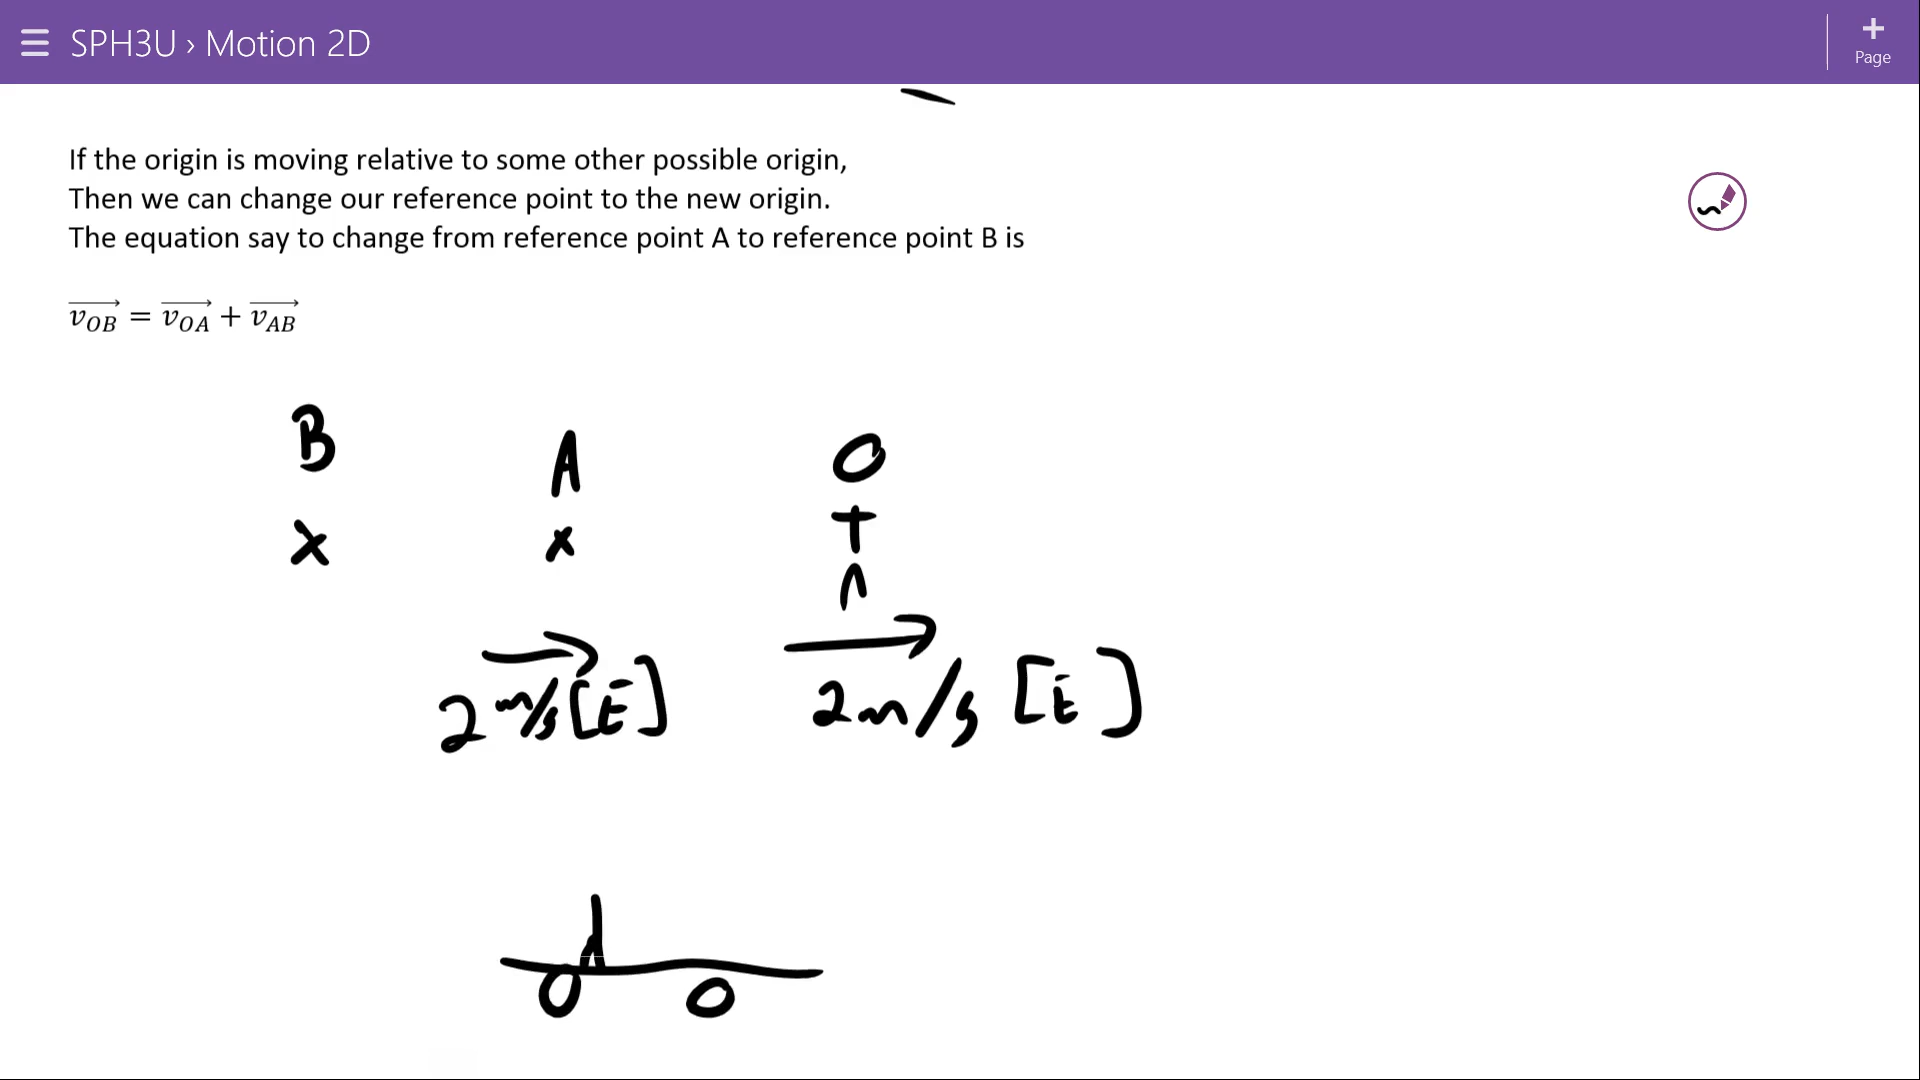 SPH3U › Motion 2D
Page
If the origin is moving relative to some other possible origin,
Then we can change our reference point to the new origin.
The equation say to change from reference point A to reference point B is
v_OB = v_OA + v_AB
B A O
x x
2 m/s [E] 2 m/s [E]